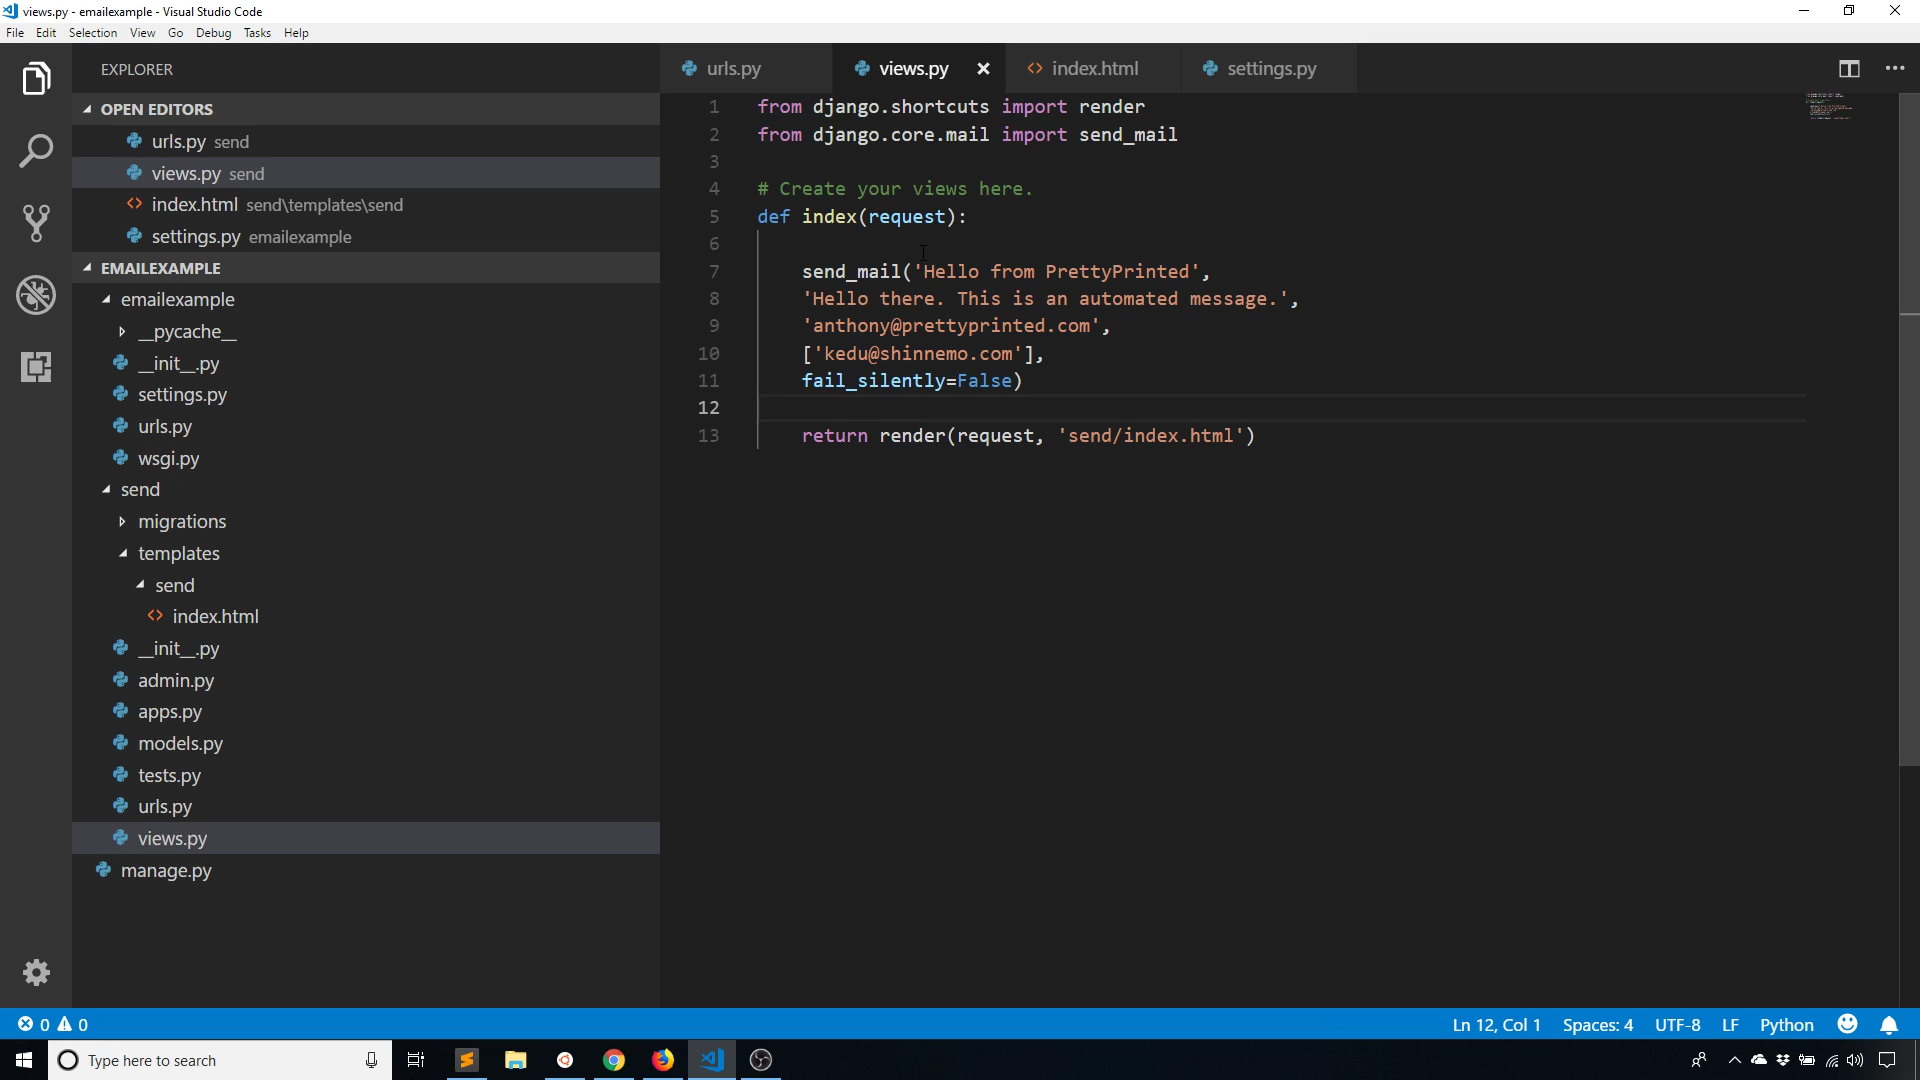 views.py - emailexample - Visual Studio Code
File Edit Selection View Go Debug Tasks Help
EXPLORER
OPEN EDITORS
urls.py send
views.py send
index.html send\templates\send
settings.py emailexample
EMAILEXAMPLE
emailexample
__pycache__
__init__.py
settings.py
urls.py
wsgi.py
send
migrations
templates
send
index.html
__init__.py
admin.py
apps.py
models.py
tests.py
urls.py
views.py
manage.py
urls.py views.py index.html settings.py
1 from django.shortcuts import render
2 from django.core.mail import send_mail
3
4 # Create your views here.
5 def index(request):
6
7 send_mail('Hello from PrettyPrinted',
8 'Hello there. This is an automated message.',
9 'anthony@prettyprinted.com',
10 ['kedu@shinnemo.com'],
11 fail_silently=False)
12
13 return render(request, 'send/index.html')
0 0 Ln 12, Col 1 Spaces: 4 UTF-8 LF Python
Type here to search